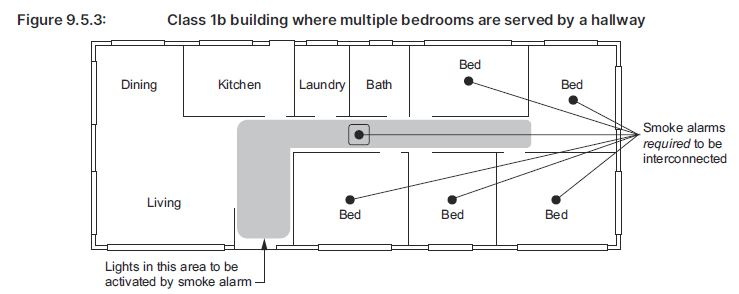 Figure 9.5.3: Class 1b building where multiple bedrooms are served by a hallway
Dining
Kitchen
Laundry
Bath
Bed
Bed
Smoke alarms
required to be
interconnected
Living
Bed
Bed
Bed
Lights in this area to be
activated by smoke alarm